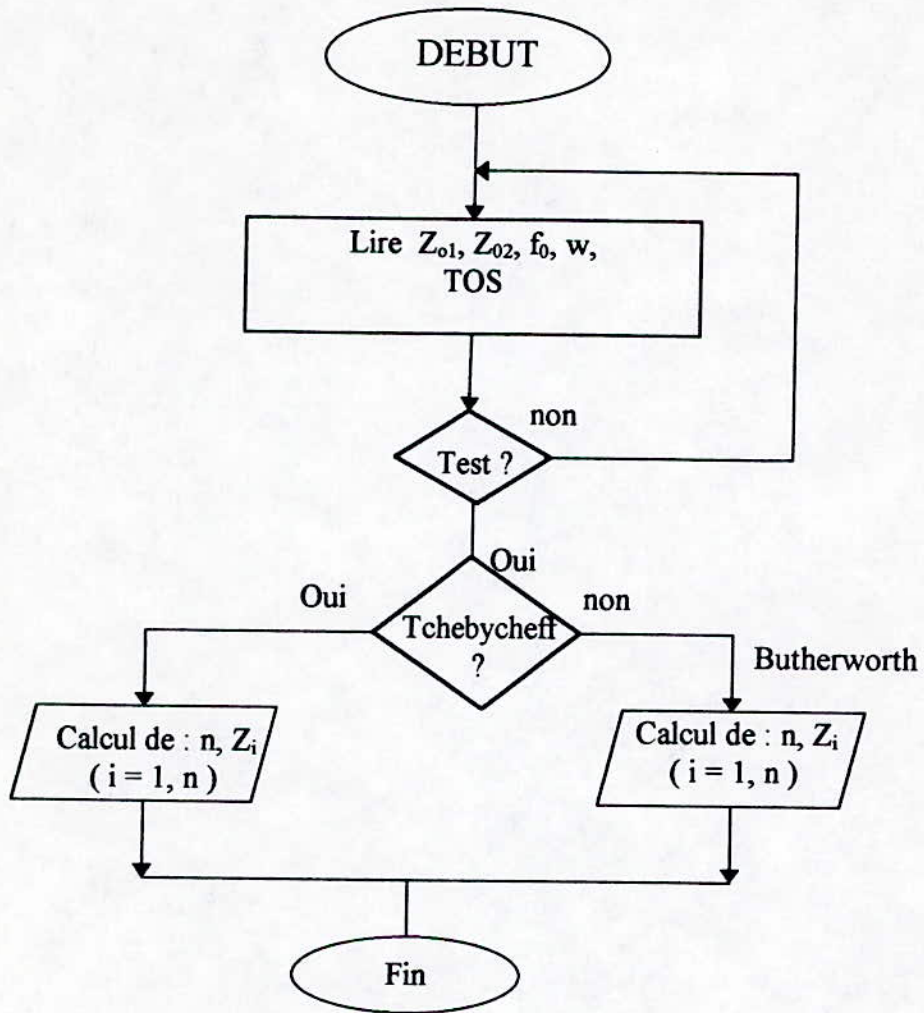 DEBUT
Lire Z₀₁, Z₀₂, f₀, w,
TOS
non
Test ?
Oui
Oui
non
Tchebycheff
?
Butherworth
Calcul de : n, Zᵢ
( i = 1, n )
Calcul de : n, Zᵢ
( i = 1, n )
Fin